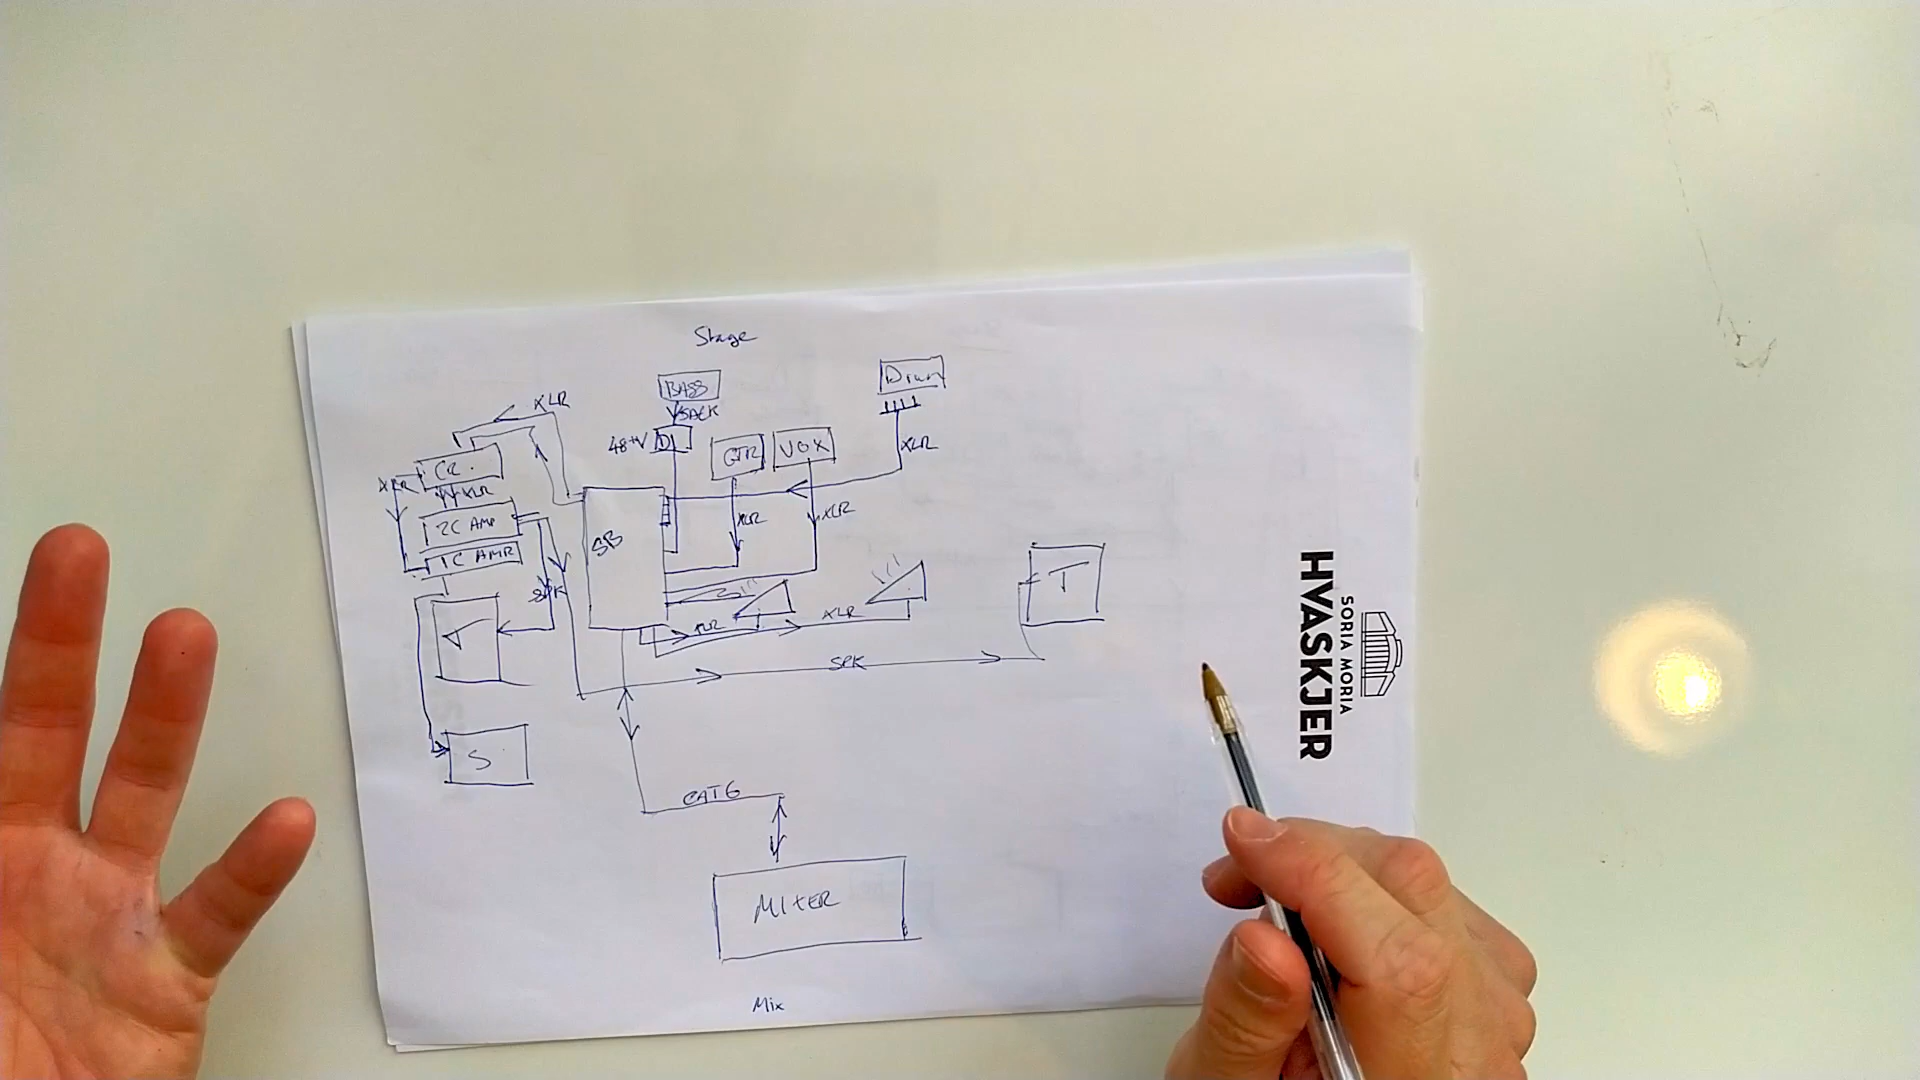 Stage
BASS
JACK
48+V
DI
GTR
VOX
Drum
XLR
XLR
CR.
XLR
XLR
2C AMP
1C AMP
SPK
T
S
SB
XLR
XLR
XLR
XLR
T
SPK
CAT6
MIXER
Mix
SORIA MORIA
HVASKJER